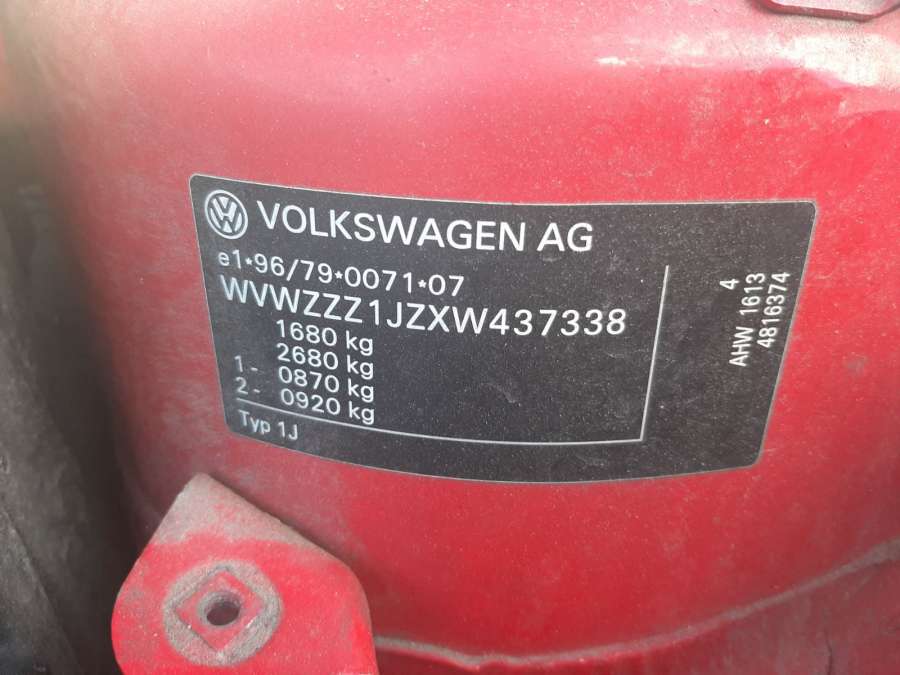 VOLKSWAGEN AG
e1*96/79*0071*07
WVWZZZ1JZXW437338
1680 kg
2680 kg
1- 0870 kg
2- 0920 kg
Typ 1J
4
AHW 1613
4816374